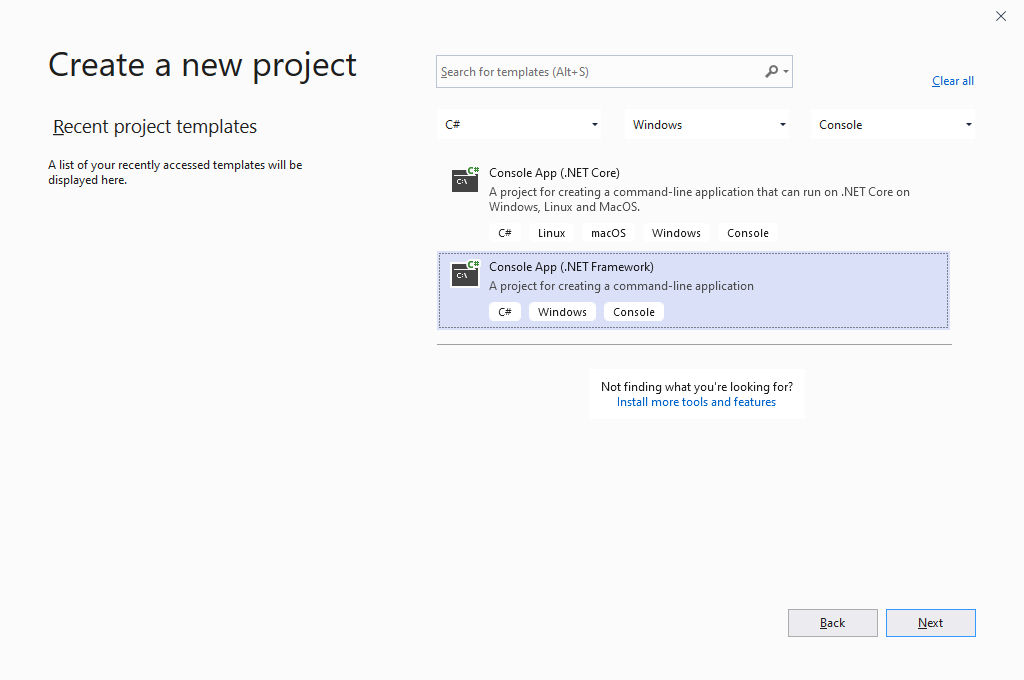 Create a new project
Search for templates (Alt+S)
Clear all
Recent project templates
A list of your recently accessed templates will be
displayed here.
C#
Windows
Console
C#
C:\
Console App (.NET Core)
A project for creating a command-line application that can run on .NET Core on
Windows, Linux and MacOS.
C# Linux macOS Windows Console
C#
C:\
Console App (.NET Framework)
A project for creating a command-line application
C# Windows Console
Not finding what you're looking for?
Install more tools and features
Back
Next